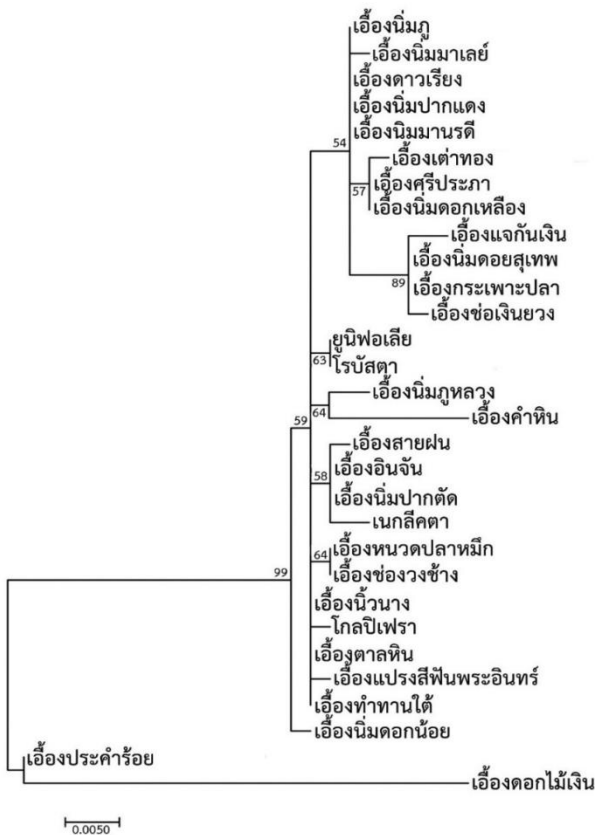 เอื้องนิ่มภู
เอื้องนิ่มมาเลย์
เอื้องดาวเรียง
เอื้องนิ่มปากแดง
เอื้องนิมมานรดี
54
เอื้องเต่าทอง
เอื้องศรีประภา
57
เอื้องนิ่มดอกเหลือง
เอื้องแจกันเงิน
เอื้องนิ่มดอยสุเทพ
89
เอื้องกระเพาะปลา
เอื้องช่อเงินยวง
ยูนิฟอเลีย
63
โรบัสตา
เอื้องนิ่มภูหลวง
64
เอื้องคำหิน
59
เอื้องสายฝน
เอื้องอินจัน
58
เอื้องนิ่มปากตัด
เนกลีคตา
64
เอื้องหนวดปลาหมึก
เอื้องช่องวงช้าง
99
เอื้องนิ้วนาง
โกลปิเฟรา
เอื้องตาลหิน
เอื้องแปรงสีฟันพระอินทร์
เอื้องทำทานใต้
เอื้องนิ่มดอกน้อย
เอื้องประคำร้อย
เอื้องดอกไม้เงิน
0.0050